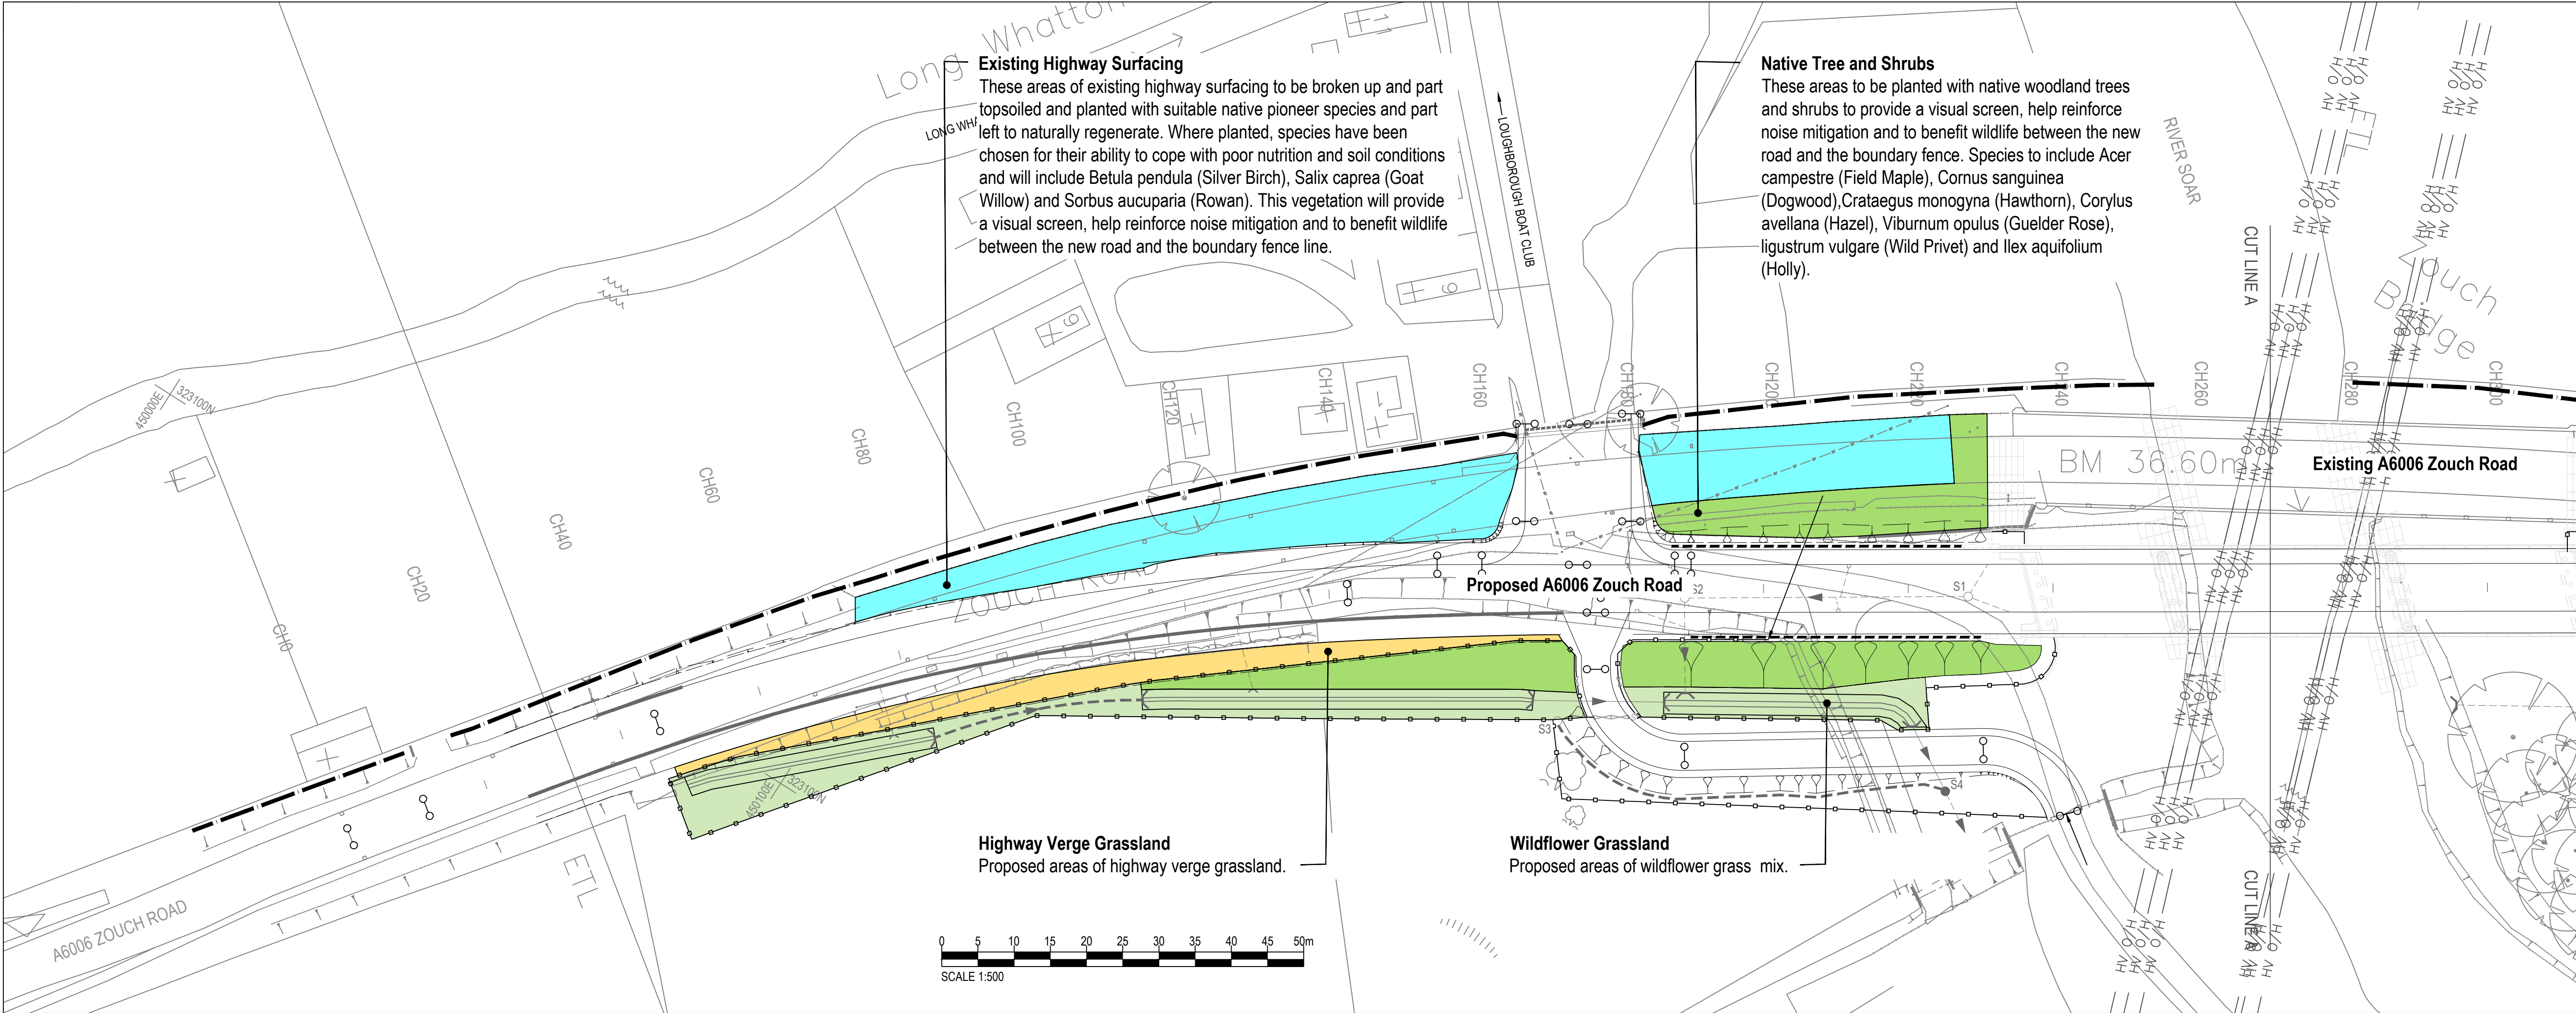 Long Whatton
Existing Highway Surfacing
These areas of existing highway surfacing to be broken up and part
topsoiled and planted with suitable native pioneer species and part
left to naturally regenerate. Where planted, species have been
chosen for their ability to cope with poor nutrition and soil conditions
and will include Betula pendula (Silver Birch), Salix caprea (Goat
Willow) and Sorbus aucuparia (Rowan). This vegetation will provide
a visual screen, help reinforce noise mitigation and to benefit wildlife
between the new road and the boundary fence line.
LONG
LOUGHBOROUGH BOAT CLUB
Native Tree and Shrubs
These areas to be planted with native woodland trees
and shrubs to provide a visual screen, help reinforce
noise mitigation and to benefit wildlife between the new
road and the boundary fence. Species to include Acer
campestre (Field Maple), Cornus sanguinea
(Dogwood),Crataegus monogyna (Hawthorn), Corylus
avellana (Hazel), Viburnum opulus (Guelder Rose),
ligustrum vulgare (Wild Privet) and Ilex aquifolium
(Holly).
RIVER SOAR
CUT LINE A
ETL
Zouch
Bridge
HV O/H
450000E
323100N
CH0
CH20
CH40
CH60
CH80
CH100
CH120
CH140
CH160
CH180
CH200
CH220
CH240
CH260
CH280
CH300
BM 36.60m
Existing A6006 Zouch Road
ZOUCH ROAD
Proposed A6006 Zouch Road
S2
S1
S3
S4
450100E
323100N
Highway Verge Grassland
Proposed areas of highway verge grassland.
Wildflower Grassland
Proposed areas of wildflower grass mix.
CUT LINE A
ETL
A6006 ZOUCH ROAD
0 5 10 15 20 25 30 35 40 45 50m
SCALE 1:500